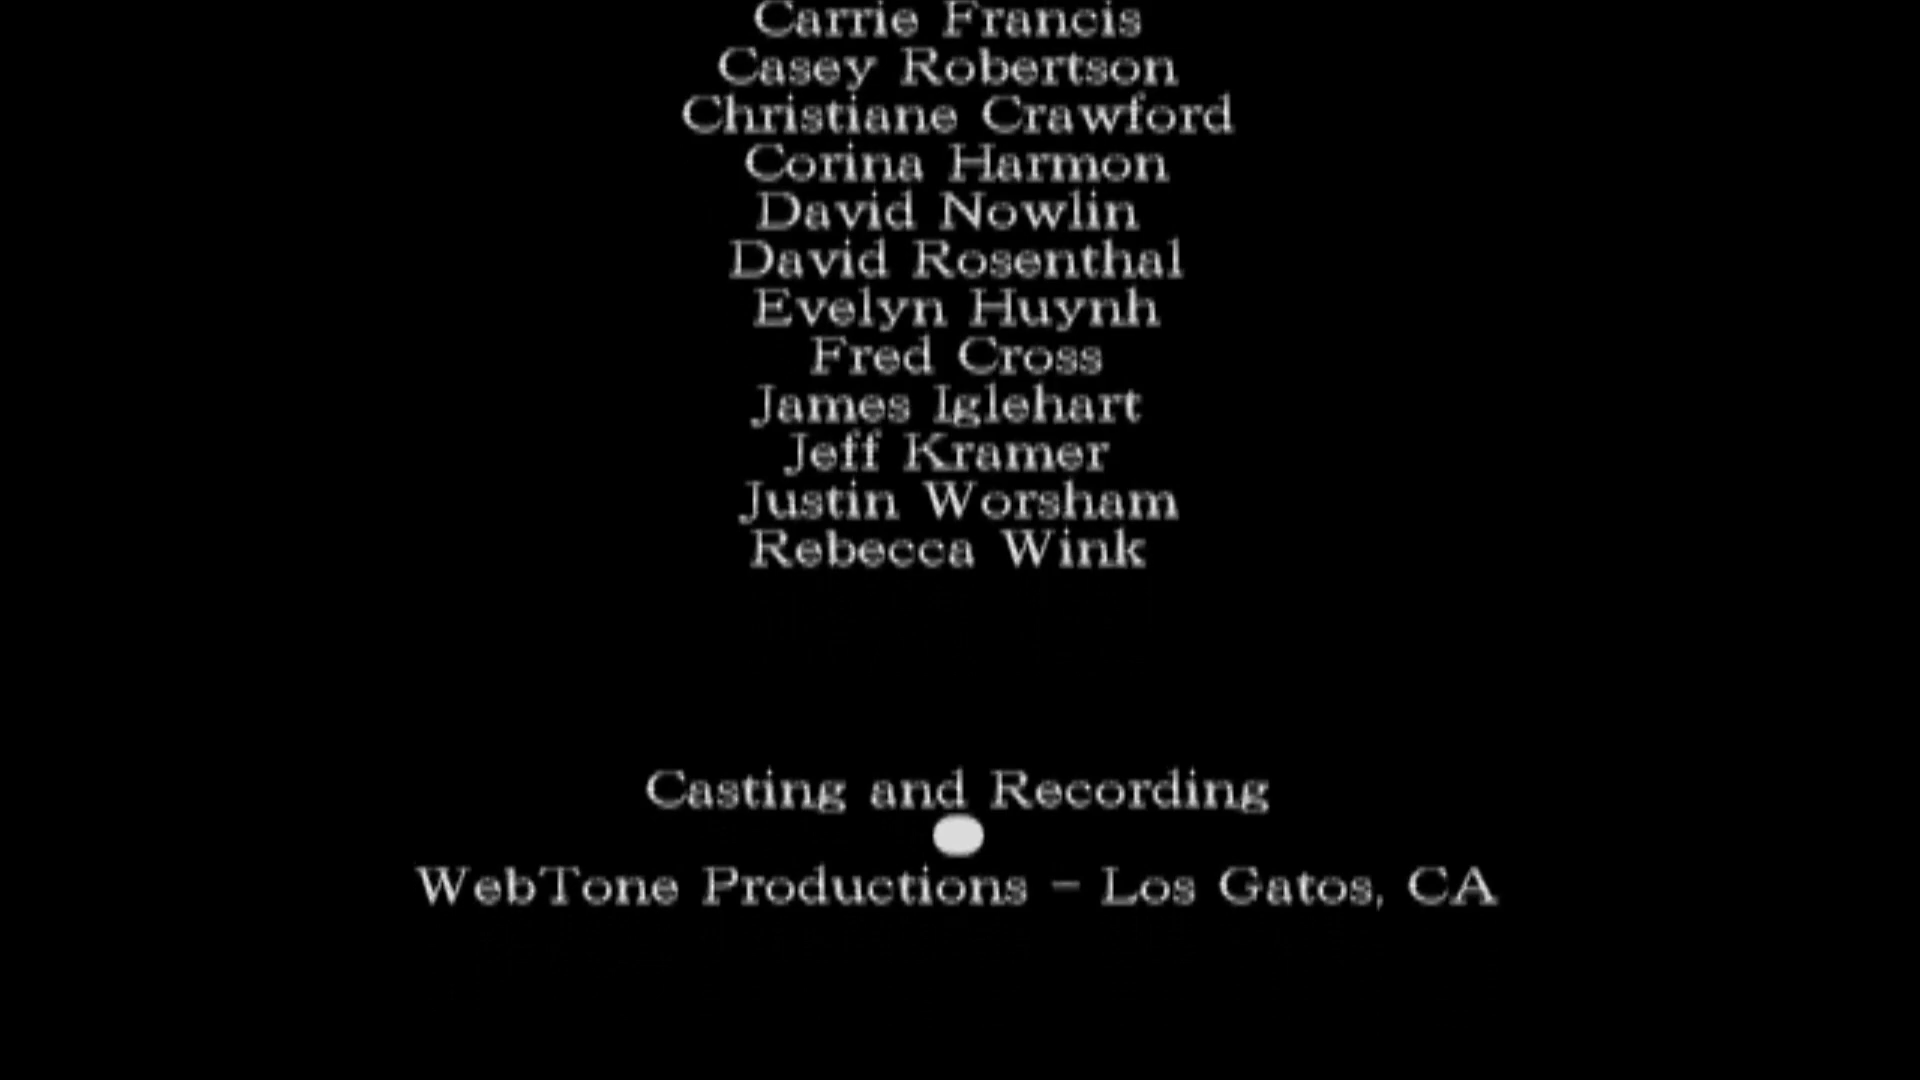 Carrie Francis
Casey Robertson
Christiane Crawford
Corina Harmon
David Nowlin
David Rosenthal
Evelyn Huynh
Fred Cross
James Iglehart
Jeff Kramer
Justin Worsham
Rebecca Wink
Casting and Recording
WebTone Productions - Los Gatos, CA